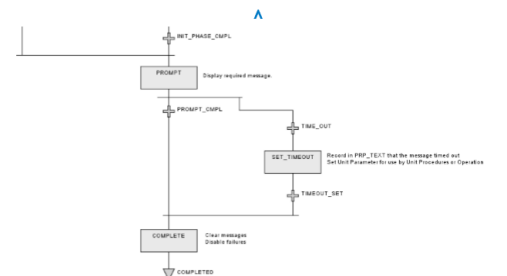 INIT_PHASE_CMPL
PROMPT
Display required message.
PROMPT_CMPL
TIME_OUT
SET_TIMEOUT
Record in PRP_TEXT that the message timed out
Set Unit Parameter for use by Unit Procedures or Operation
TIMEOUT_SET
COMPLETE
Clear messages
Disable failures
COMPLETED